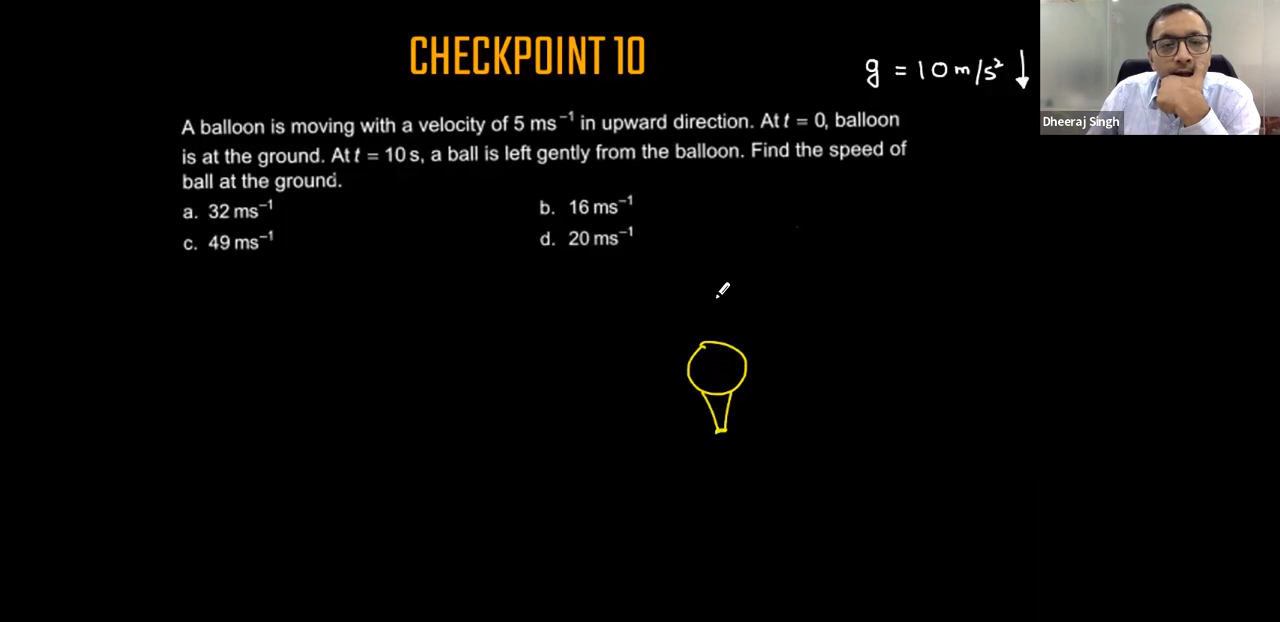 CHECKPOINT 10
g = 10 m/s² ↓
Dheeraj Singh
A balloon is moving with a velocity of 5 ms⁻¹ in upward direction. At t = 0, balloon
is at the ground. At t = 10 s, a ball is left gently from the balloon. Find the speed of
ball at the ground.
a. 32 ms⁻¹ b. 16 ms⁻¹
c. 49 ms⁻¹ d. 20 ms⁻¹